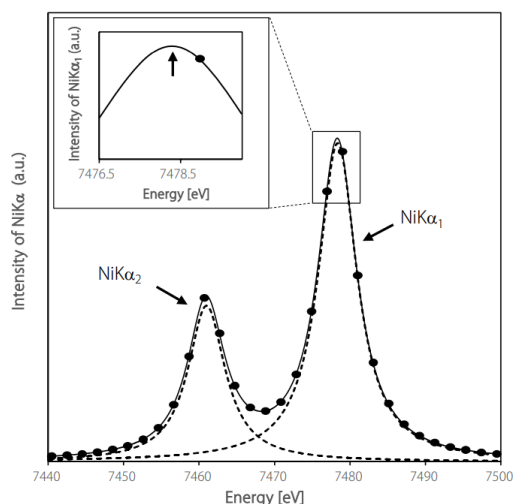 Intensity of NiKα₁ (a.u.)
7476.5
7478.5
Energy [eV]
Intensity of NiKα (a.u.)
NiKα₁
NiKα₂
7440
7450
7460
7470
7480
7490
7500
Energy [eV]